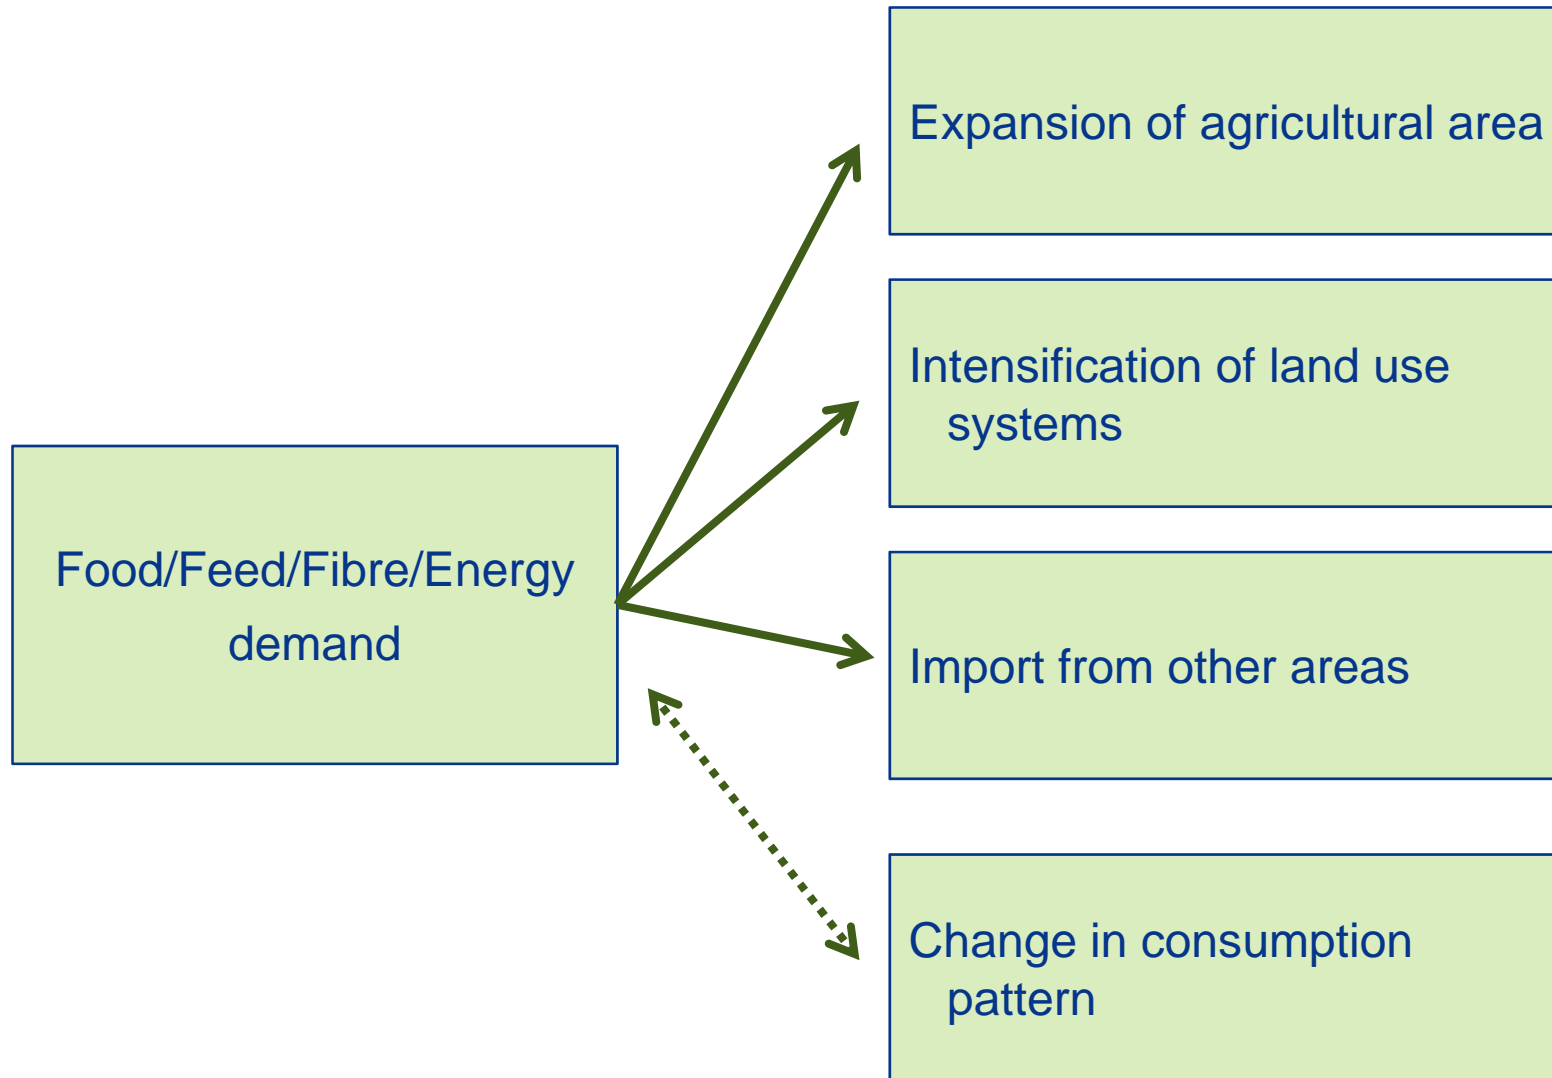 Expansion of agricultural area
Intensification of land use
systems
Food/Feed/Fibre/Energy
demand
Import from other areas
Change in consumption
pattern